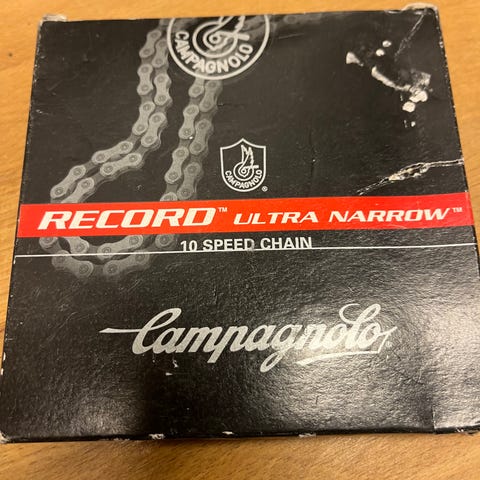 CAMPAGNOLO
CAMPAGNOLO ®
RECORD™ ULTRA NARROW™
10 SPEED CHAIN
Campagnolo